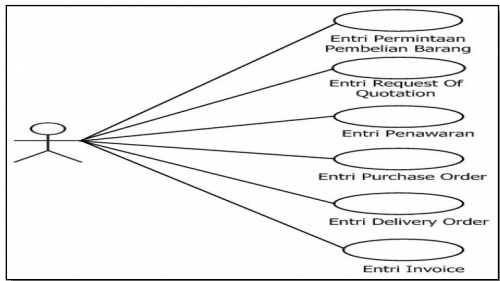 Entri Permintaan
Pembelian Barang
Entri Request Of
Quotation
Entri Penawaran
Entri Purchase Order
Entri Delivery Order
Entri Invoice